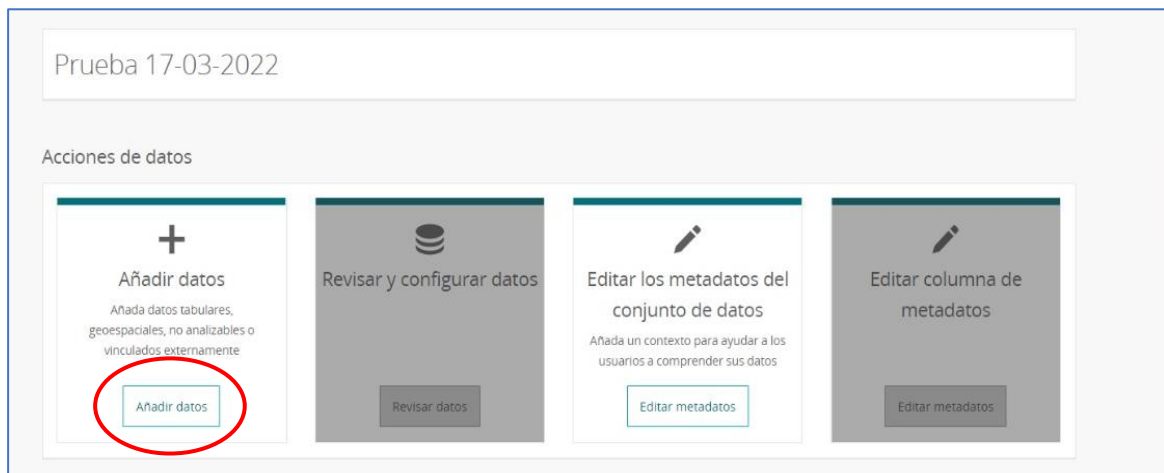 Prueba 17-03-2022
Acciones de datos
Añadir datos
Añada datos tabulares,
geoespaciales, no analizables o
vinculados externamente
Añadir datos
Revisar y configurar datos
Revisar datos
Editar los metadatos del
conjunto de datos
Añada un contexto para ayudar a los
usuarios a comprender sus datos
Editar metadatos
Editar columna de
metadatos
Editar metadatos